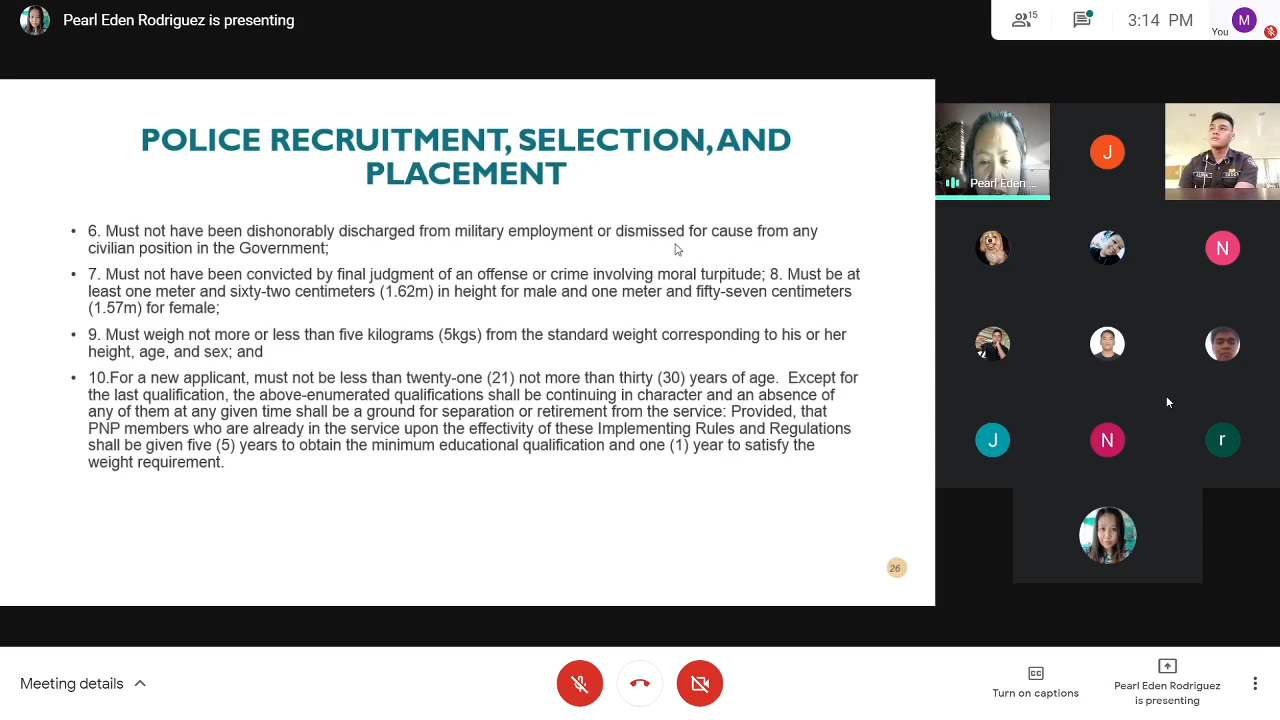 Pearl Eden Rodriguez is presenting
15
3:14 PM
You
M
POLICE RECRUITMENT, SELECTION, AND
PLACEMENT
• 6. Must not have been dishonorably discharged from military employment or dismissed for cause from any
civilian position in the Government;
• 7. Must not have been convicted by final judgment of an offense or crime involving moral turpitude; 8. Must be at
least one meter and sixty-two centimeters (1.62m) in height for male and one meter and fifty-seven centimeters
(1.57m) for female;
• 9. Must weigh not more or less than five kilograms (5kgs) from the standard weight corresponding to his or her
height, age, and sex; and
• 10.For a new applicant, must not be less than twenty-one (21) not more than thirty (30) years of age. Except for
the last qualification, the above-enumerated qualifications shall be continuing in character and an absence of
any of them at any given time shall be a ground for separation or retirement from the service: Provided, that
PNP members who are already in the service upon the effectivity of these Implementing Rules and Regulations
shall be given five (5) years to obtain the minimum educational qualification and one (1) year to satisfy the
weight requirement.
26
Pearl Eden ...
J
N
J
N
r
Meeting details
CC
Turn on captions
Pearl Eden Rodriguez
is presenting